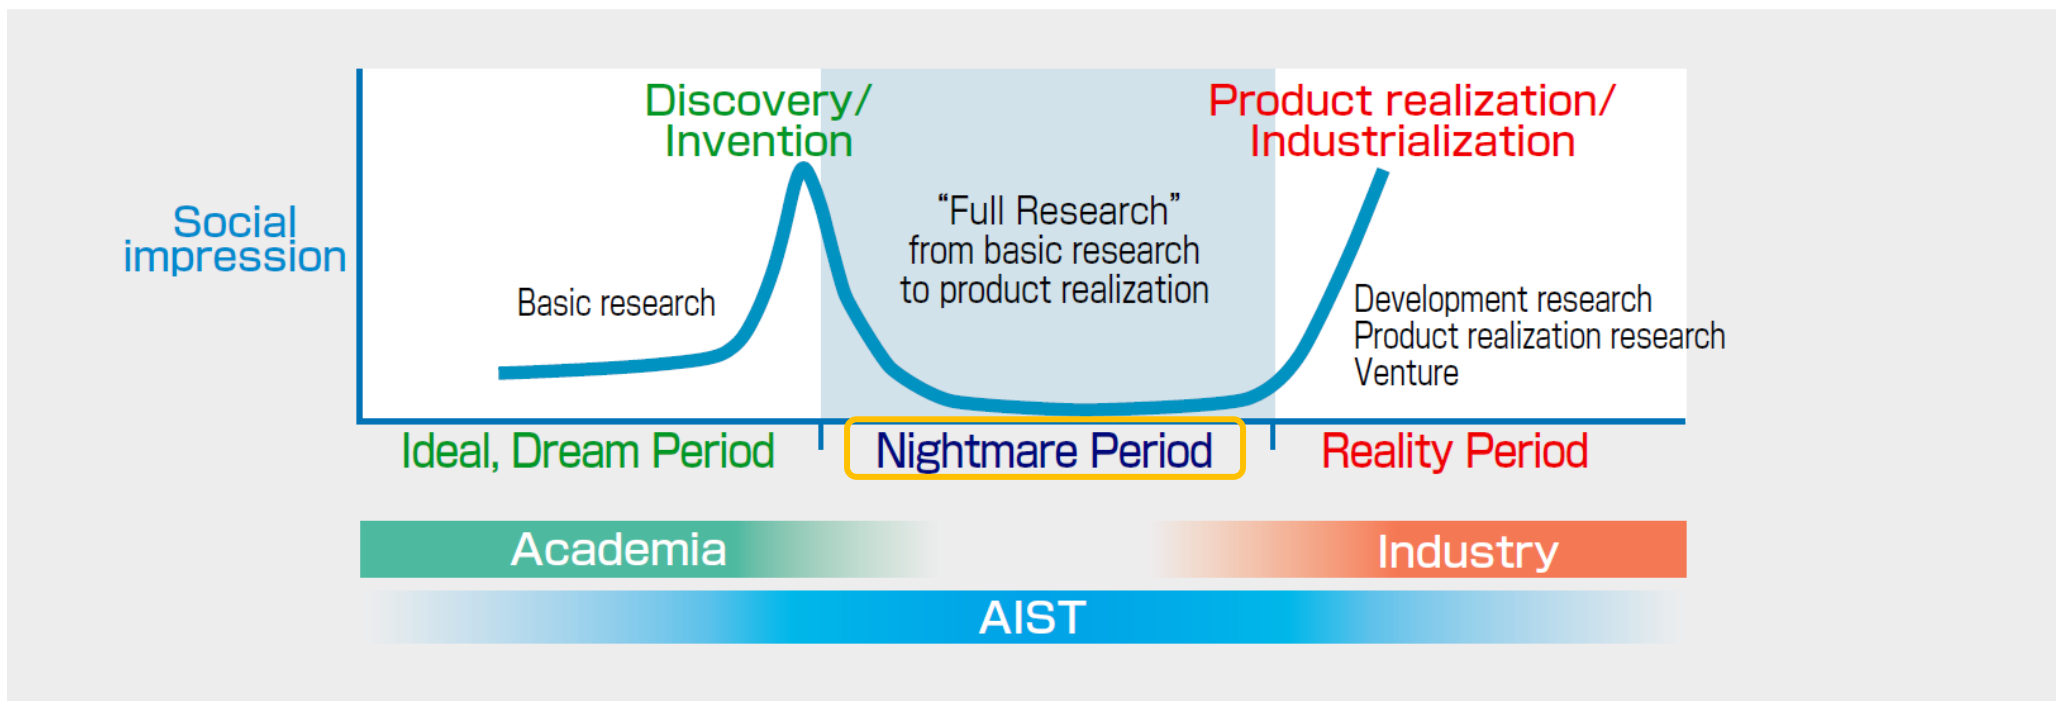 Discovery/
Invention
Product realization/
Industrialization
Social
impression
“Full Research”
from basic research
to product realization
Basic research
Development research
Product realization research
Venture
Ideal, Dream Period
Nightmare Period
Reality Period
Academia
Industry
AIST